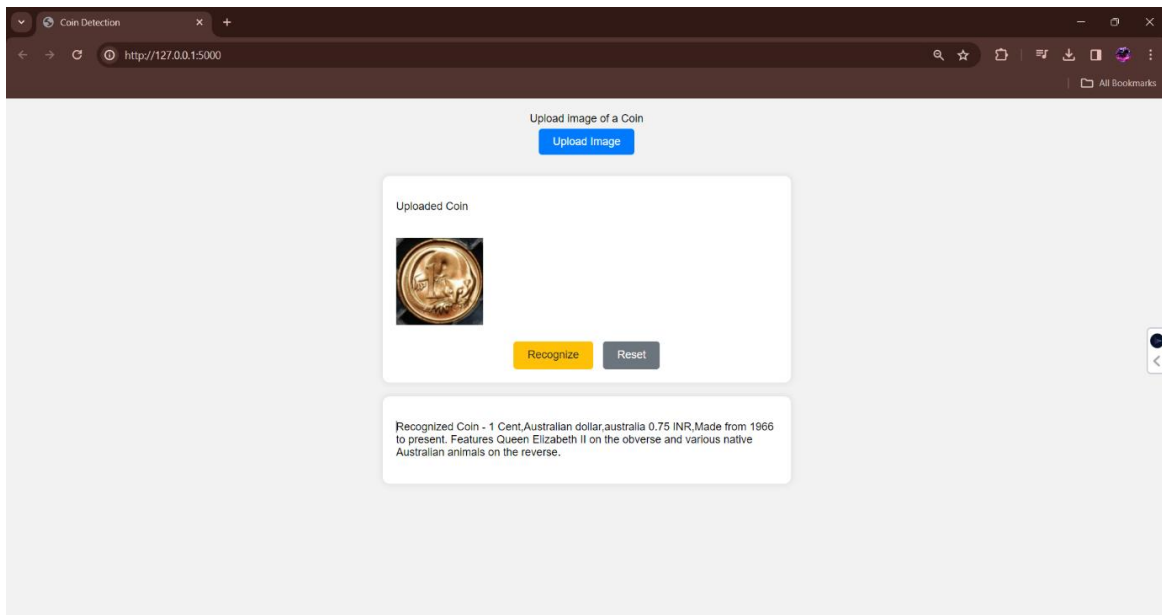 Coin Detection
http://127.0.0.1:5000
All Bookmarks
Upload image of a Coin
Upload Image
Uploaded Coin
1
Recognize
Reset
Recognized Coin - 1 Cent,Australian dollar,australia 0.75 INR,Made from 1966
to present. Features Queen Elizabeth II on the obverse and various native
Australian animals on the reverse.